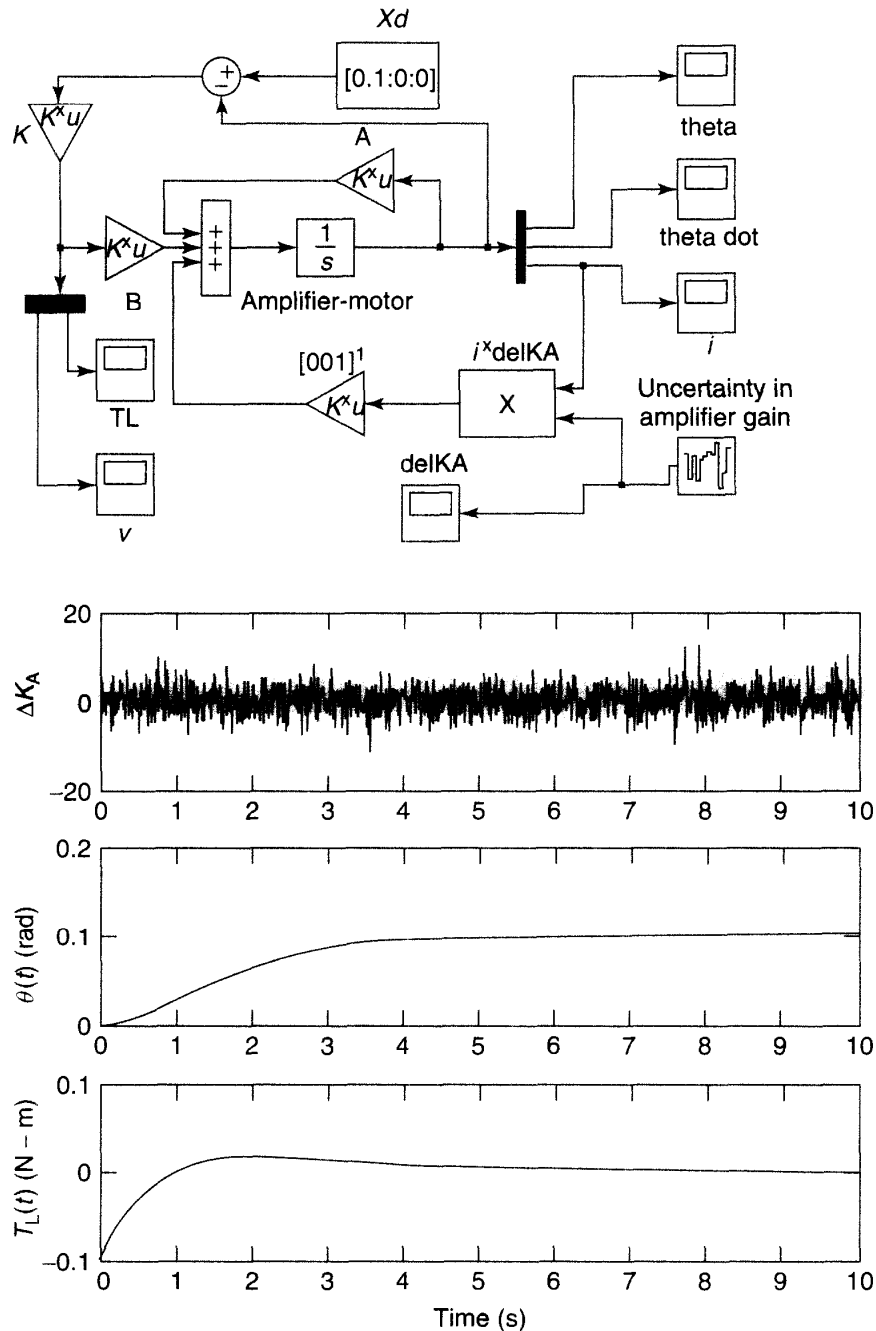 Xd
[0.1:0:0]
+
−
K
K×u
A
K×u
theta
theta dot
i
K×u
B
+
+
+
1
s
Amplifier-motor
[001]¹
K×u
i×delKA
X
Uncertainty in
amplifier gain
TL
delKA
v
ΔK_A
20
0
−20
0 1 2 3 4 5 6 7 8 9 10
θ(t) (rad)
0.2
0.1
0
0 1 2 3 4 5 6 7 8 9 10
T_L(t) (N − m)
0.1
0
−0.1
0 1 2 3 4 5 6 7 8 9 10
Time (s)